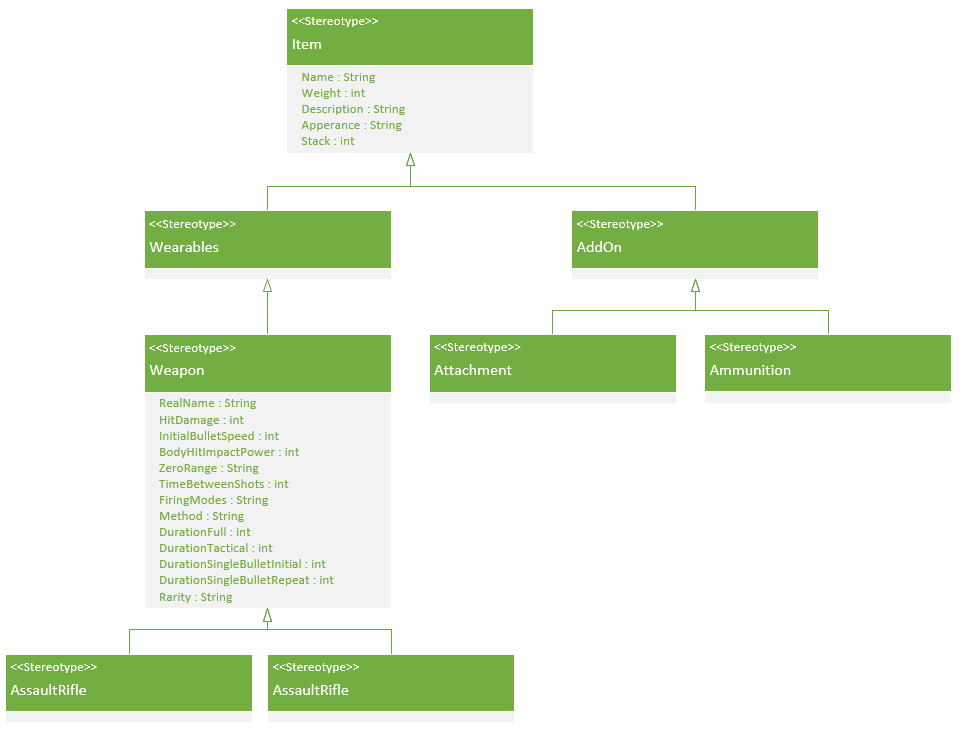 <<Stereotype>>
Item
Name : String
Weight : int
Description : String
Apperance : String
Stack : int
<<Stereotype>>
Wearables
<<Stereotype>>
AddOn
<<Stereotype>>
Weapon
RealName : String
HitDamage : int
InitialBulletSpeed : int
BodyHitImpactPower : int
ZeroRange : String
TimeBetweenShots : int
FiringModes : String
Method : String
DurationFull : int
DurationTactical : int
DurationSingleBulletInitial : int
DurationSingleBulletRepeat : int
Rarity : String
<<Stereotype>>
Attachment
<<Stereotype>>
Ammunition
<<Stereotype>>
AssaultRifle
<<Stereotype>>
AssaultRifle